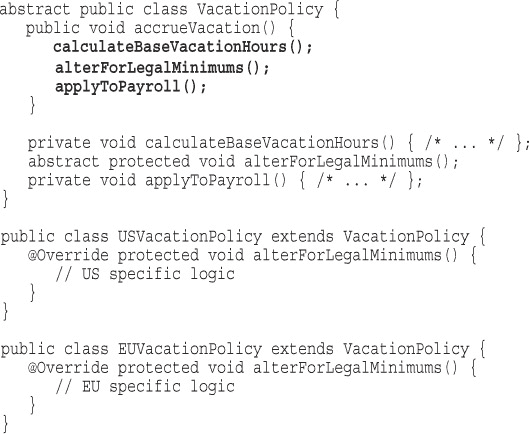 abstract public class VacationPolicy {
public void accrueVacation() {
calculateBaseVacationHours();
alterForLegalMinimums();
applyToPayroll();
}
private void calculateBaseVacationHours() { /* ... */ };
abstract protected void alterForLegalMinimums();
private void applyToPayroll() { /* ... */ };
}
public class USVacationPolicy extends VacationPolicy {
@Override protected void alterForLegalMinimums() {
// US specific logic
}
}
public class EUVacationPolicy extends VacationPolicy {
@Override protected void alterForLegalMinimums() {
// EU specific logic
}
}